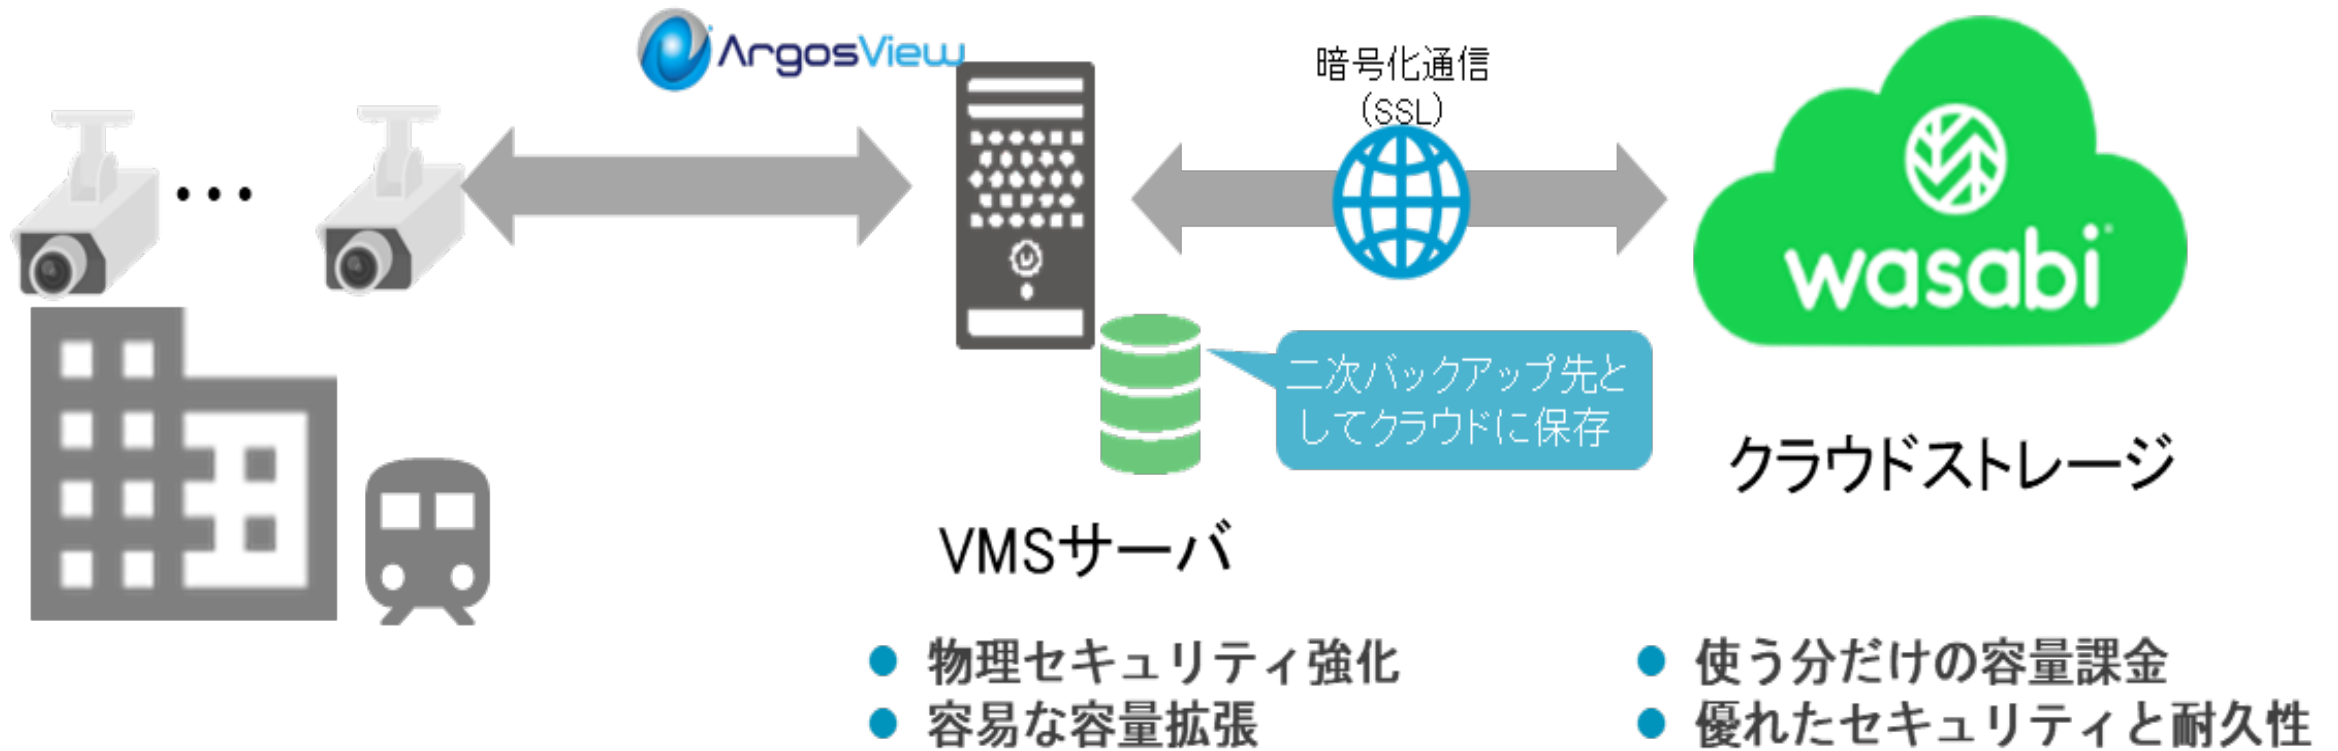 ArgosView
暗号化通信
(SSL)
wasabi
二次バックアップ先と
してクラウドに保存
クラウドストレージ
VMSサーバ
● 物理セキュリティ強化
● 容易な容量拡張
● 使う分だけの容量課金
● 優れたセキュリティと耐久性